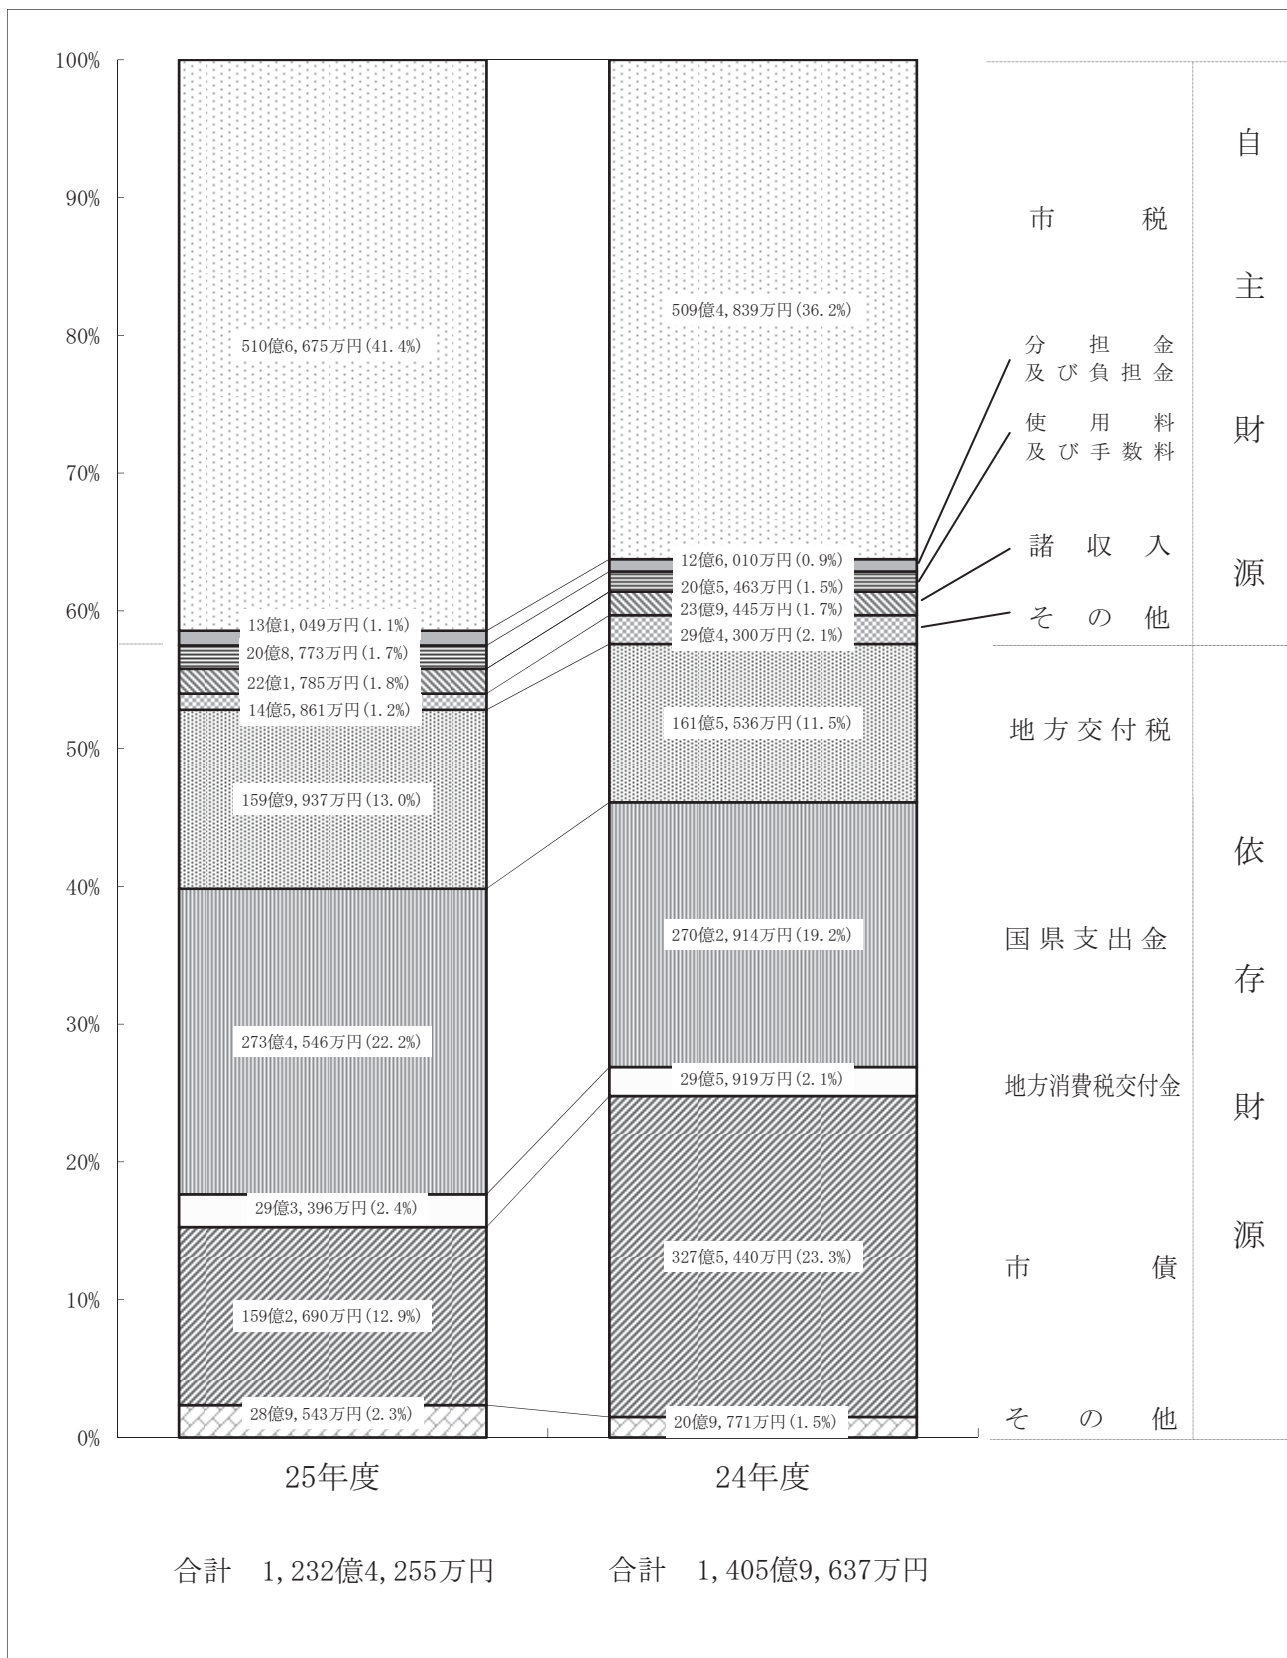 100%
90%
80%
70%
60%
50%
40%
30%
20%
10%
0%
510億6,675万円(41.4%)
13億1,049万円(1.1%)
20億8,773万円(1.7%)
22億1,785万円(1.8%)
14億5,861万円(1.2%)
159億9,937万円(13.0%)
273億4,546万円(22.2%)
29億3,396万円(2.4%)
159億2,690万円(12.9%)
28億9,543万円(2.3%)
25年度
合計 1,232億4,255万円
509億4,839万円(36.2%)
12億6,010万円(0.9%)
20億5,463万円(1.5%)
23億9,445万円(1.7%)
29億4,300万円(2.1%)
161億5,536万円(11.5%)
270億2,914万円(19.2%)
29億5,919万円(2.1%)
327億5,440万円(23.3%)
20億9,771万円(1.5%)
24年度
合計 1,405億9,637万円
市税
分担金
及び負担金
使用料
及び手数料
諸収入
その他
地方交付税
国県支出金
地方消費税交付金
市債
その他
自主財源
依存財源